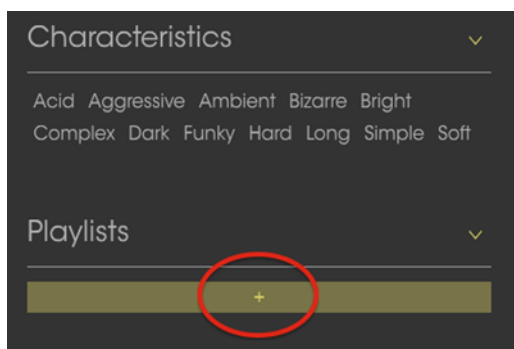 Characteristics
Acid Aggressive Ambient Bizarre Bright
Complex Dark Funky Hard Long Simple Soft
Playlists
+